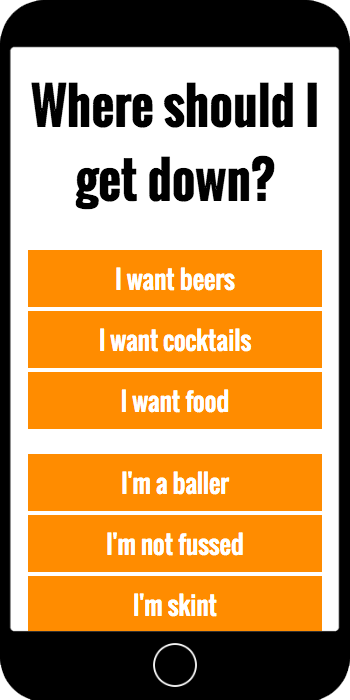 Where should I
get down?
I want beers
I want cocktails
I want food
I'm a baller
I'm not fussed
I'm skint